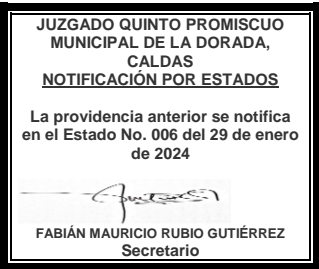 JUZGADO QUINTO PROMISCUO
MUNICIPAL DE LA DORADA,
CALDAS
NOTIFICACIÓN POR ESTADOS
La providencia anterior se notifica
en el Estado No. 006 del 29 de enero
de 2024
FABIÁN MAURICIO RUBIO GUTIÉRREZ
Secretario